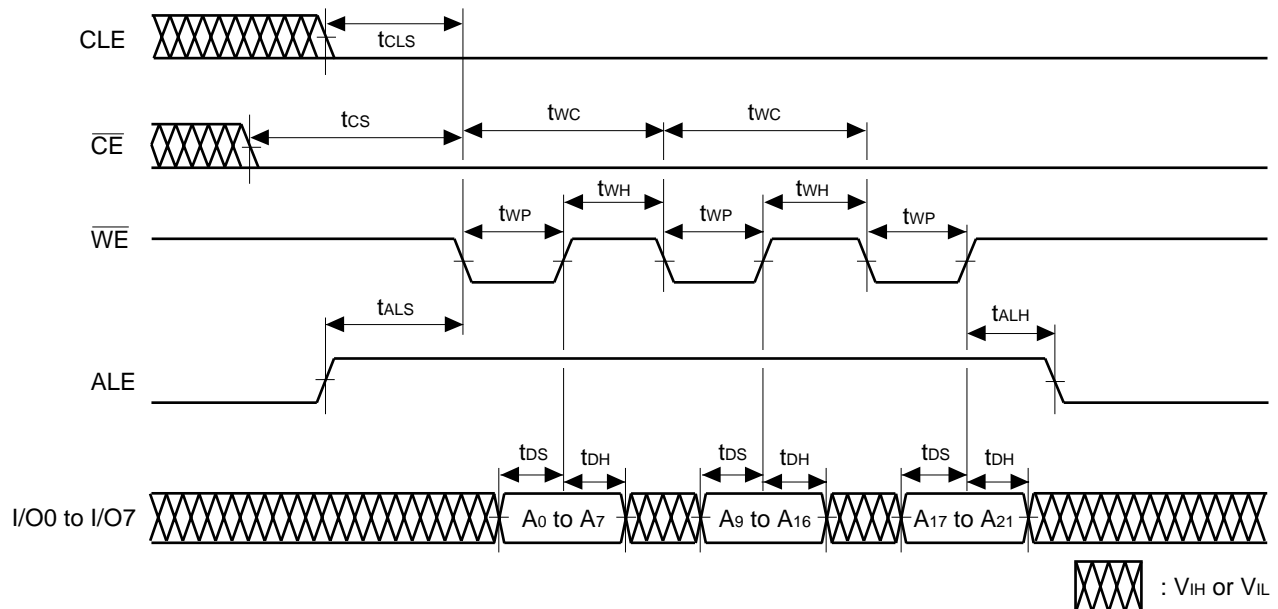 CLE
tCLS
CE
tCS
tWC
tWC
WE
tWP
tWH
tWP
tWH
tWP
ALE
tALS
tALH
I/O0 to I/O7
tDS
tDH
tDS
tDH
tDS
tDH
A0 to A7
A9 to A16
A17 to A21
: VIH or VIL